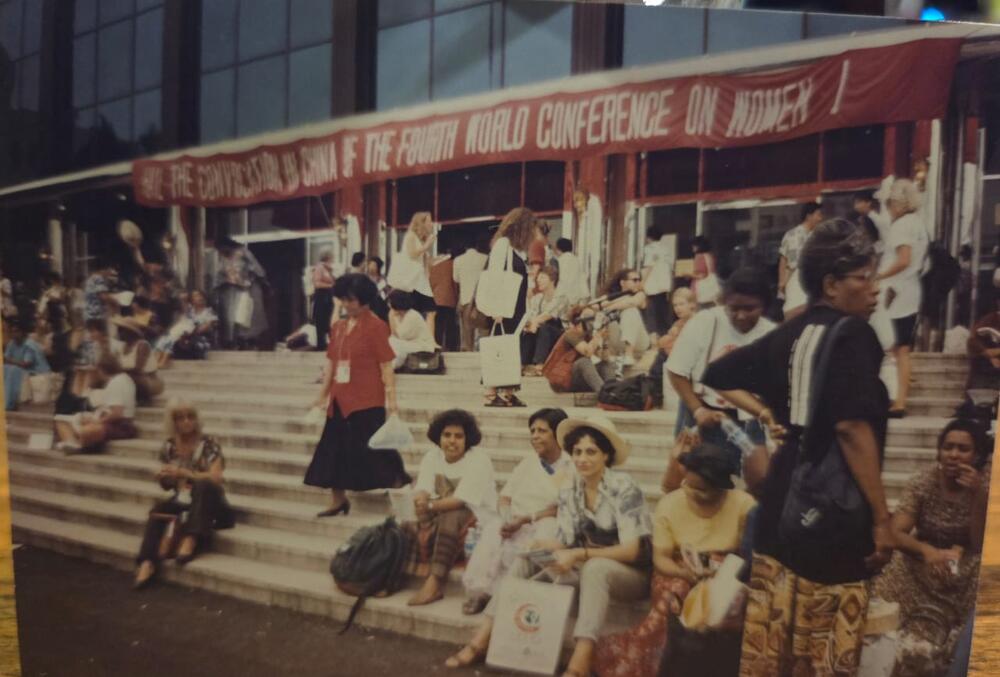 THE CONVOCATION IN CHINA OF THE FOURTH WORLD CONFERENCE ON WOMEN !